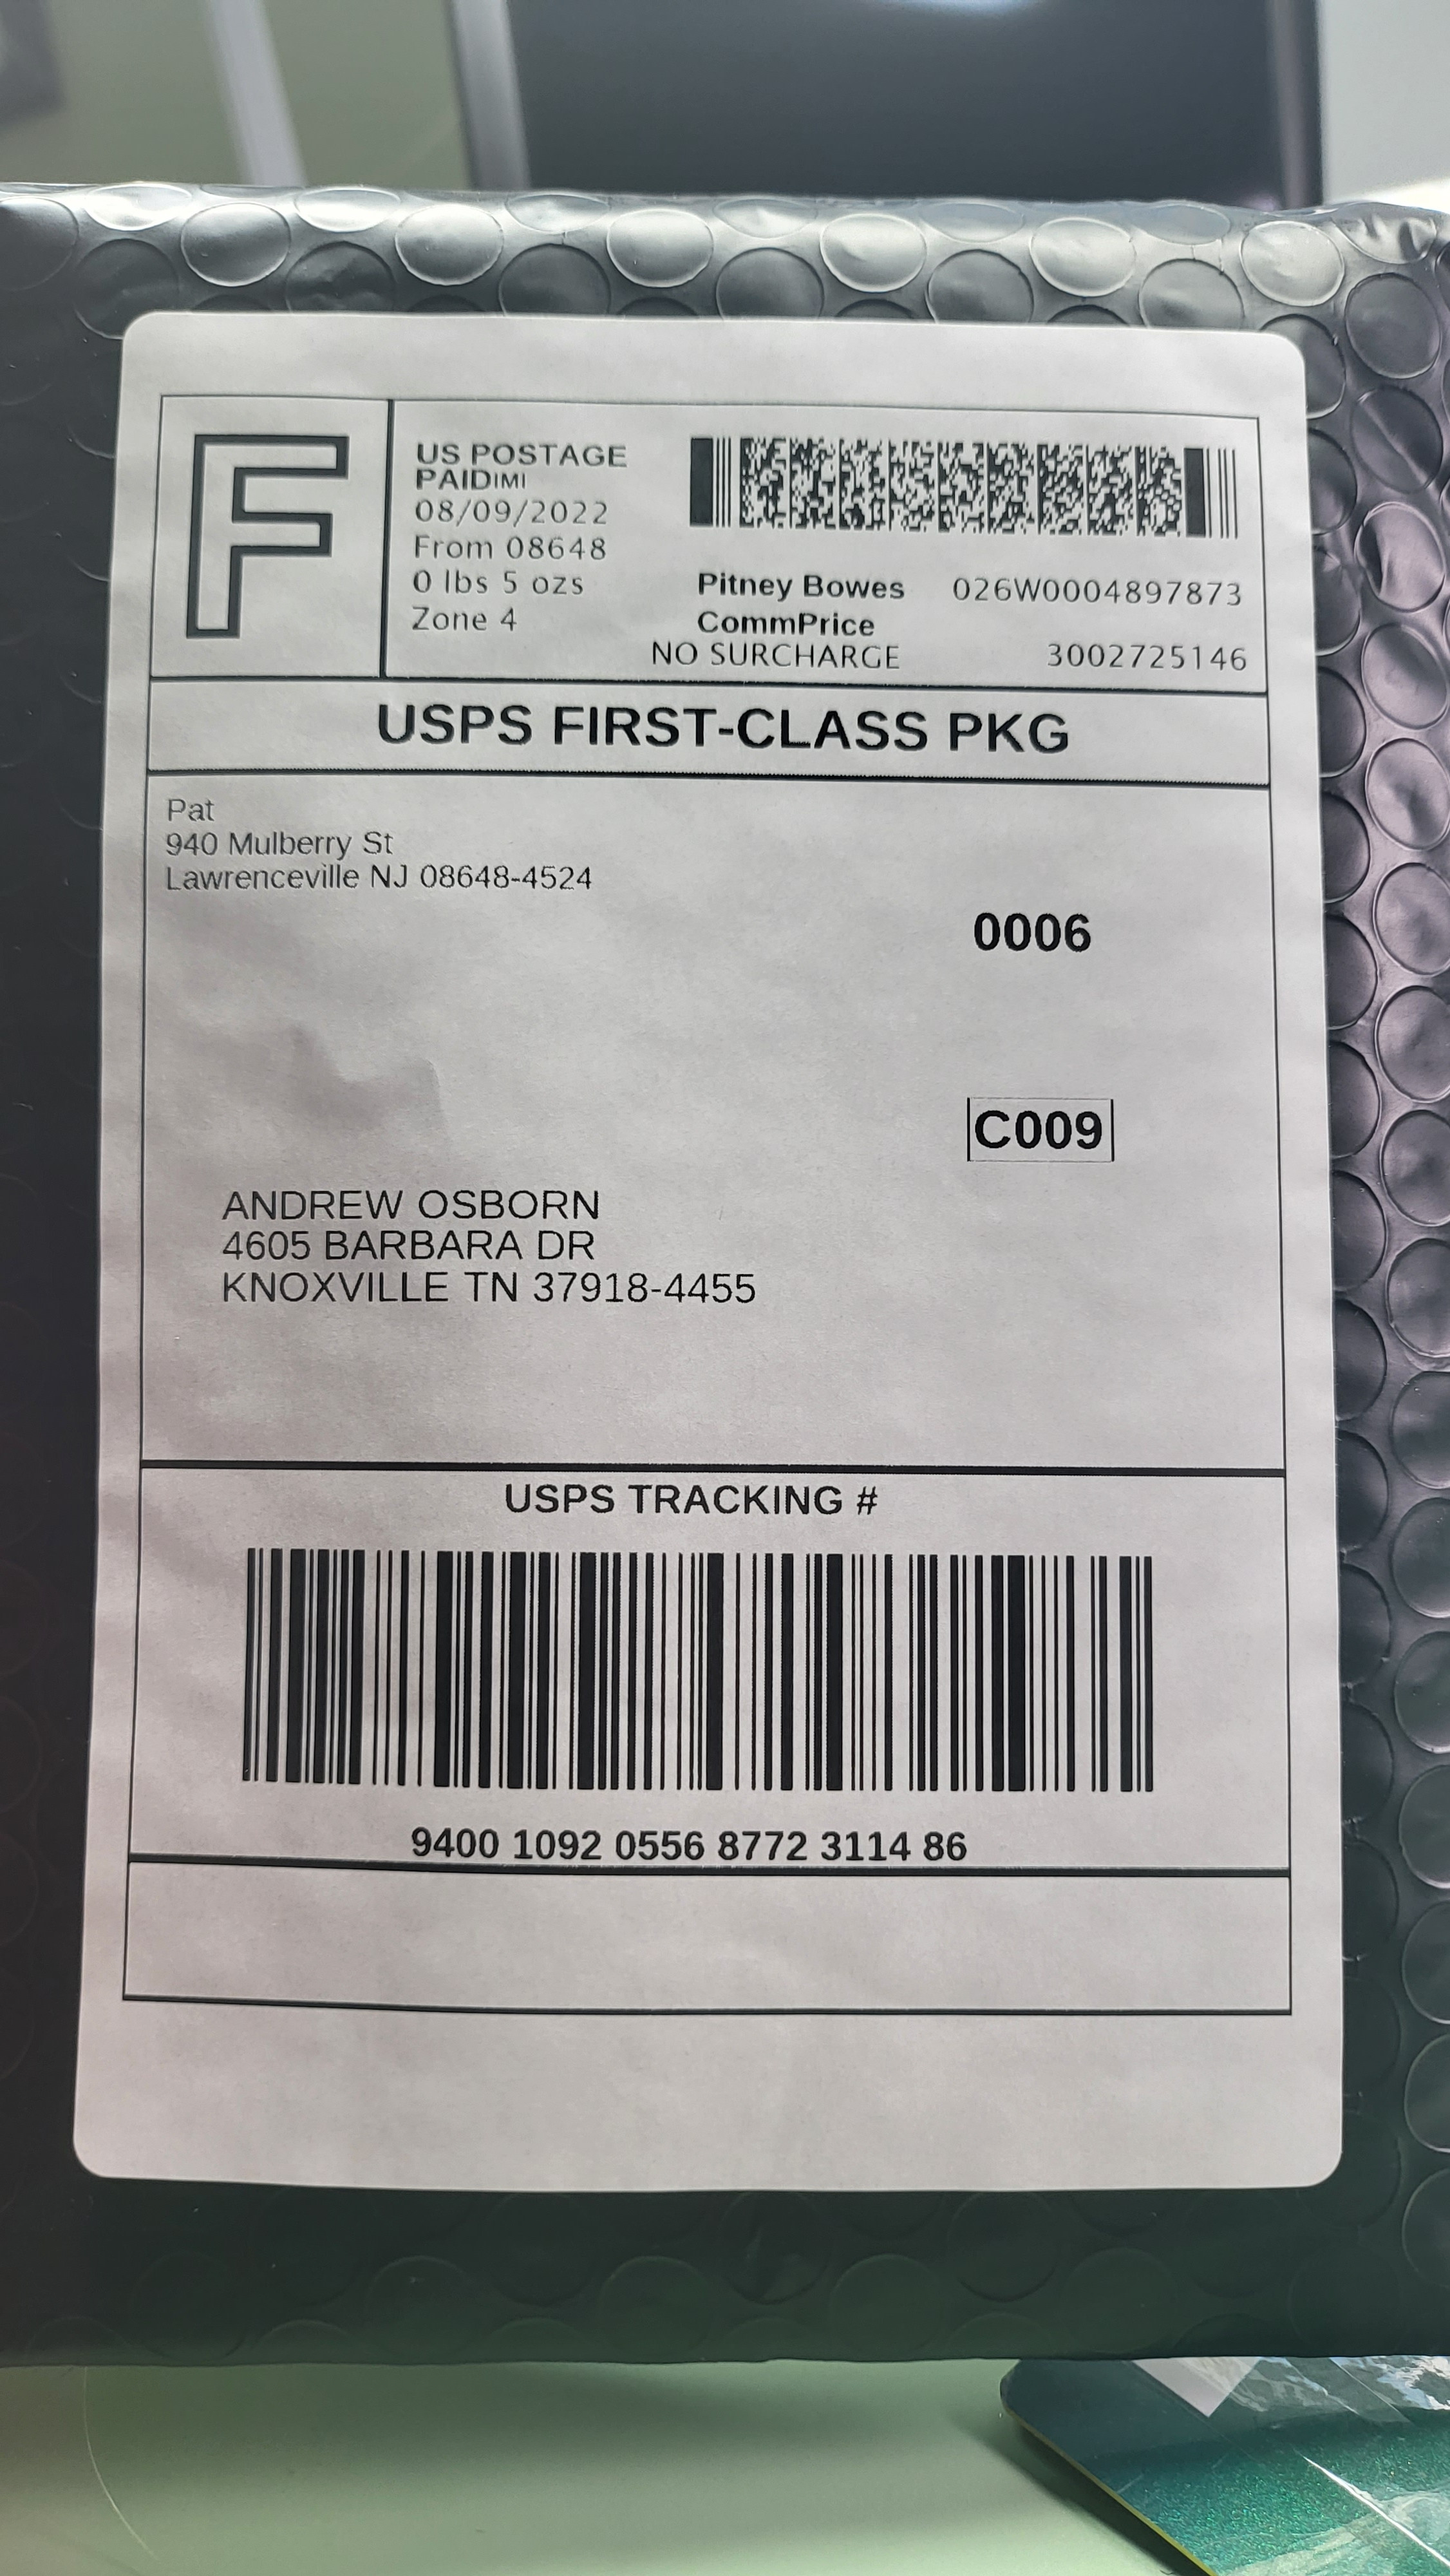 F
US POSTAGE
PAIDIMI
08/09/2022
From 08648
0 lbs 5 ozs
Zone 4
Pitney Bowes 026W0004897873
CommPrice
NO SURCHARGE 3002725146
USPS FIRST-CLASS PKG
Pat
940 Mulberry St
Lawrenceville NJ 08648-4524
0006
C009
ANDREW OSBORN
4605 BARBARA DR
KNOXVILLE TN 37918-4455
USPS TRACKING #
9400 1092 0556 8772 3114 86